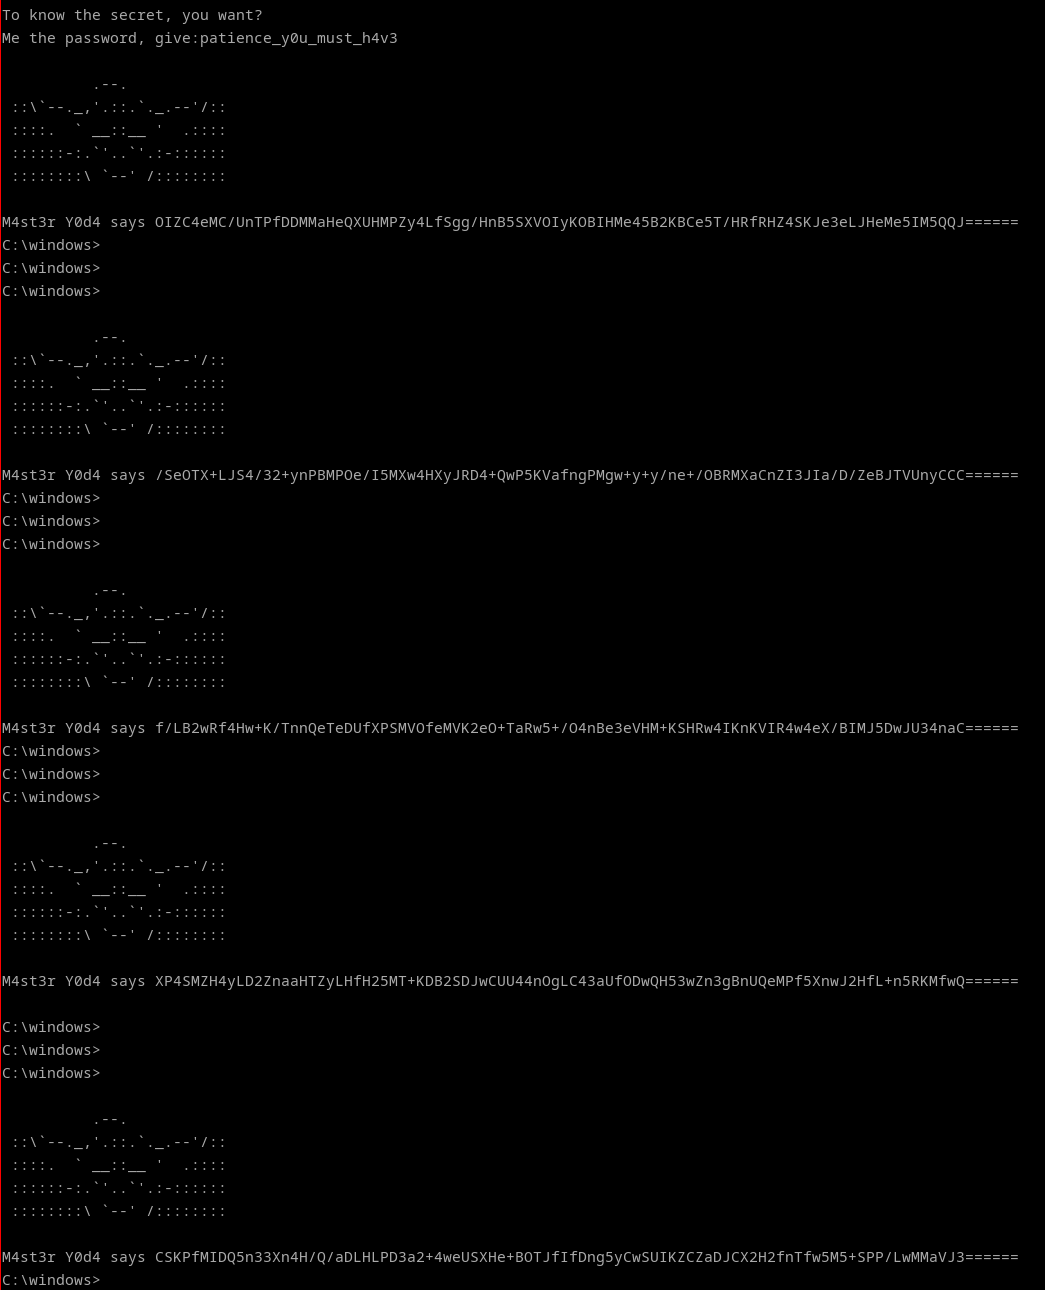 To know the secret, you want?
Me the password, give:patience_y0u_must_h4v3
          .--.
 ::\`--._,'.::.`._.--'/::
 ::::.  ` __::__ '  .::::
 ::::::-:.`'..`'.:-::::::
 ::::::::\ `--' /::::::::
M4st3r Y0d4 says OIZC4eMC/UnTPfDDMMaHeQXUHMPZy4LfSgg/HnB5SXVOIyKOBIHMe45B2KBCe5T/HRfRHZ4SKJe3eLJHeMe5IM5QQJ======
C:\windows>
C:\windows>
C:\windows>
          .--.
 ::\`--._,'.::.`._.--'/::
 ::::.  ` __::__ '  .::::
 ::::::-:.`'..`'.:-::::::
 ::::::::\ `--' /::::::::
M4st3r Y0d4 says /SeOTX+LJS4/32+ynPBMPOe/I5MXw4HXyJRD4+QwP5KVafngPMgw+y+y/ne+/OBRMXaCnZI3JIa/D/ZeBJTVUnyCCC======
C:\windows>
C:\windows>
C:\windows>
          .--.
 ::\`--._,'.::.`._.--'/::
 ::::.  ` __::__ '  .::::
 ::::::-:.`'..`'.:-::::::
 ::::::::\ `--' /::::::::
M4st3r Y0d4 says f/LB2wRf4Hw+K/TnnQeTeDUfXPSMVOfeMVK2eO+TaRw5+/O4nBe3eVHM+KSHRw4IKnKVIR4w4eX/BIMJ5DwJU34naC======
C:\windows>
C:\windows>
C:\windows>
          .--.
 ::\`--._,'.::.`._.--'/::
 ::::.  ` __::__ '  .::::
 ::::::-:.`'..`'.:-::::::
 ::::::::\ `--' /::::::::
M4st3r Y0d4 says XP4SMZH4yLD2ZnaaHTZyLHfH25MT+KDB2SDJwCUU44nOgLC43aUfODwQH53wZn3gBnUQeMPf5XnwJ2HfL+n5RKMfwQ======
C:\windows>
C:\windows>
C:\windows>
          .--.
 ::\`--._,'.::.`._.--'/::
 ::::.  ` __::__ '  .::::
 ::::::-:.`'..`'.:-::::::
 ::::::::\ `--' /::::::::
M4st3r Y0d4 says CSKPfMIDQ5n33Xn4H/Q/aDLHLPD3a2+4weUSXHe+BOTJfIfDng5yCwSUIKZCZaDJCX2H2fnTfw5M5+SPP/LwMMaVJ3======
C:\windows>